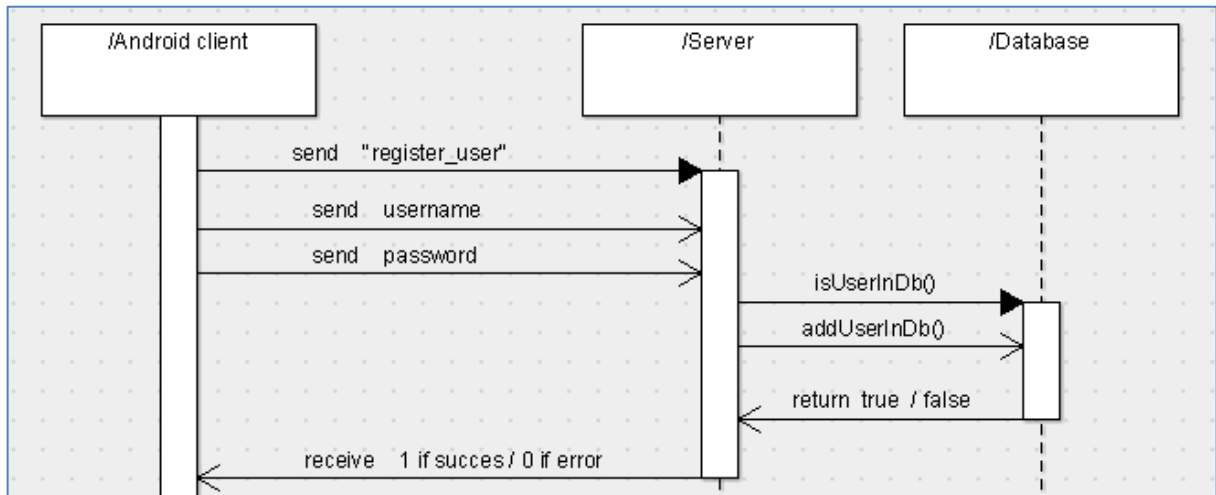 /Android client
/Server
/Database
send "register_user"
send username
send password
isUserInDb()
addUserInDb()
return true / false
receive 1 if succes / 0 if error